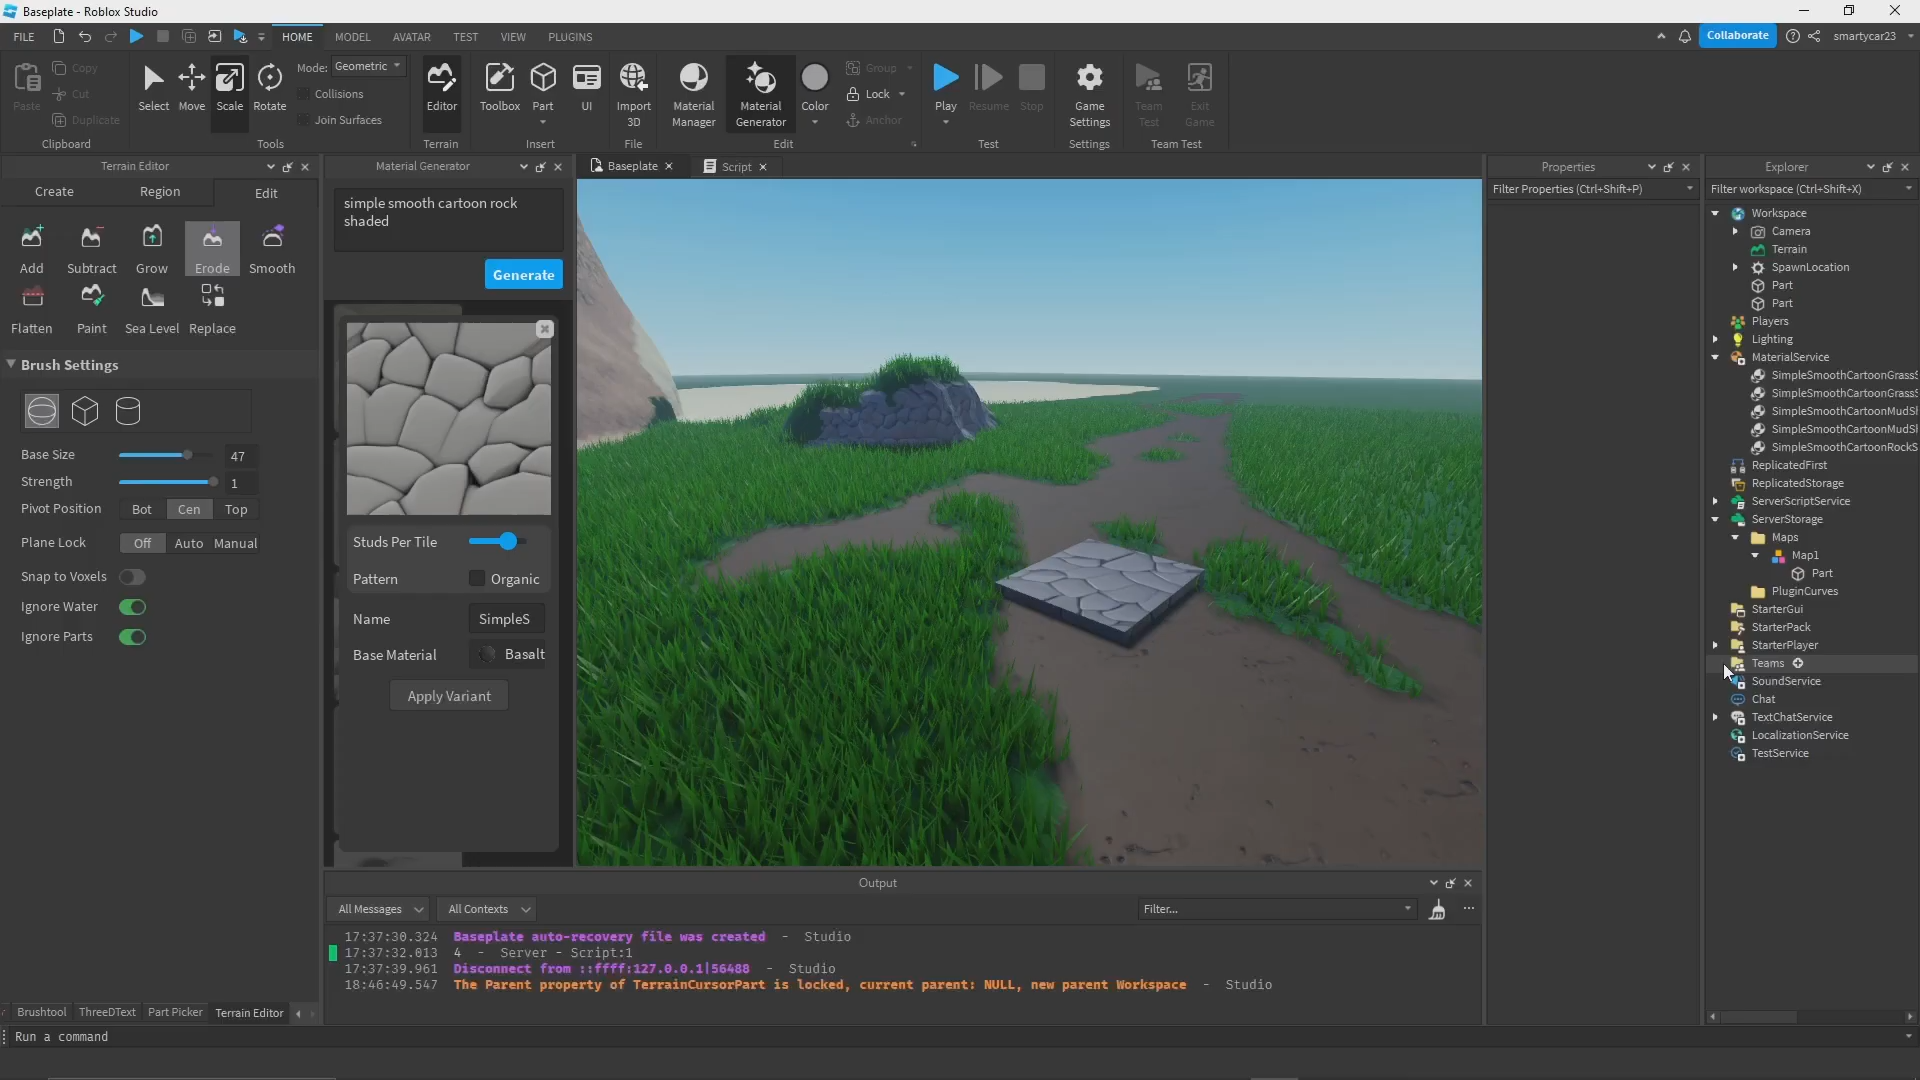 Baseplate - Roblox Studio
FILE
HOME
MODEL
AVATAR
TEST
VIEW
PLUGINS
Collaborate
smartycar23
Paste
Copy
Cut
Duplicate
Clipboard
Select
Move
Scale
Rotate
Mode: Geometric
Collisions
Join Surfaces
Tools
Editor
Terrain
Toolbox
Part
UI
Insert
Import
3D
File
Material
Manager
Material
Generator
Color
Group
Lock
Anchor
Edit
Play
Resume
Stop
Test
Game
Settings
Settings
Team
Test
Exit
Game
Team Test
Terrain Editor
Create
Region
Edit
Add
Subtract
Grow
Erode
Smooth
Flatten
Paint
Sea Level
Replace
Brush Settings
Base Size
47
Strength
1
Pivot Position
Bot
Cen
Top
Plane Lock
Off
Auto
Manual
Snap to Voxels
Ignore Water
Ignore Parts
Brushtool
ThreeDText
Part Picker
Terrain Editor
Run a command
Material Generator
simple smooth cartoon rock
shaded
Generate
Studs Per Tile
Pattern
Organic
Name
SimpleS
Base Material
Basalt
Apply Variant
Baseplate
Script
Output
All Messages
All Contexts
Filter...
17:37:30.324 Baseplate auto-recovery file was created - Studio
17:37:32.013 4 - Server - Script:1
17:37:39.961 Disconnect from ::ffff:127.0.0.1|56488 - Studio
18:46:49.547 The Parent property of TerrainCursorPart is locked, current parent: NULL, new parent Workspace - Studio
Properties
Filter Properties (Ctrl+Shift+P)
Explorer
Filter workspace (Ctrl+Shift+X)
Workspace
Camera
Terrain
SpawnLocation
Part
Part
Players
Lighting
MaterialService
SimpleSmoothCartoonGrassS
SimpleSmoothCartoonGrassS
SimpleSmoothCartoonMudSh
SimpleSmoothCartoonMudSh
SimpleSmoothCartoonRockS
ReplicatedFirst
ReplicatedStorage
ServerScriptService
ServerStorage
Maps
Map1
Part
PluginCurves
StarterGui
StarterPack
StarterPlayer
Teams
SoundService
Chat
TextChatService
LocalizationService
TestService